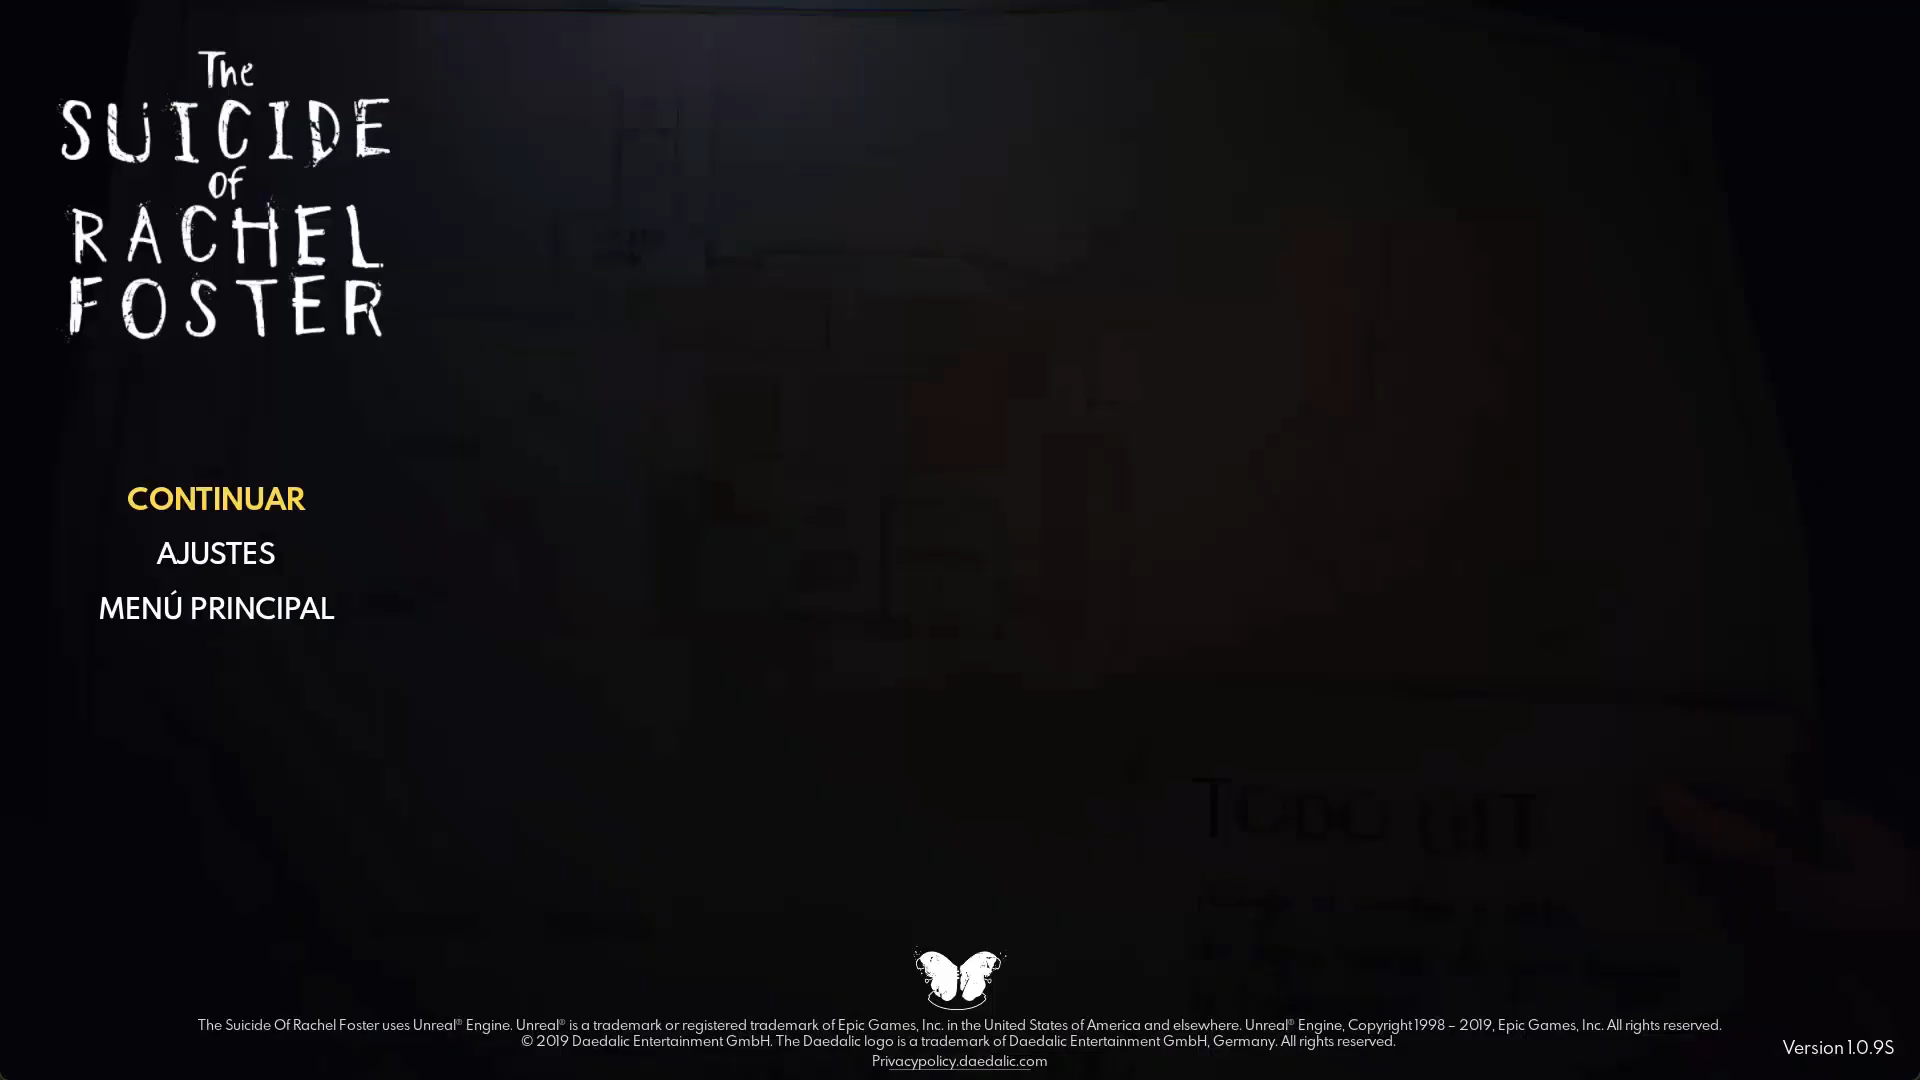 The
SUICIDE
of
RACHEL
FOSTER
CONTINUAR
AJUSTES
MENÚ PRINCIPAL
TODO LIST
The Suicide Of Rachel Foster uses Unreal® Engine. Unreal® is a trademark or registered trademark of Epic Games, Inc. in the United States of America and elsewhere. Unreal® Engine, Copyright 1998 – 2019, Epic Games, Inc. All rights reserved.
© 2019 Daedalic Entertainment GmbH. The Daedalic logo is a trademark of Daedalic Entertainment GmbH, Germany. All rights reserved.
Privacypolicy.daedalic.com
Version 1.0.9S